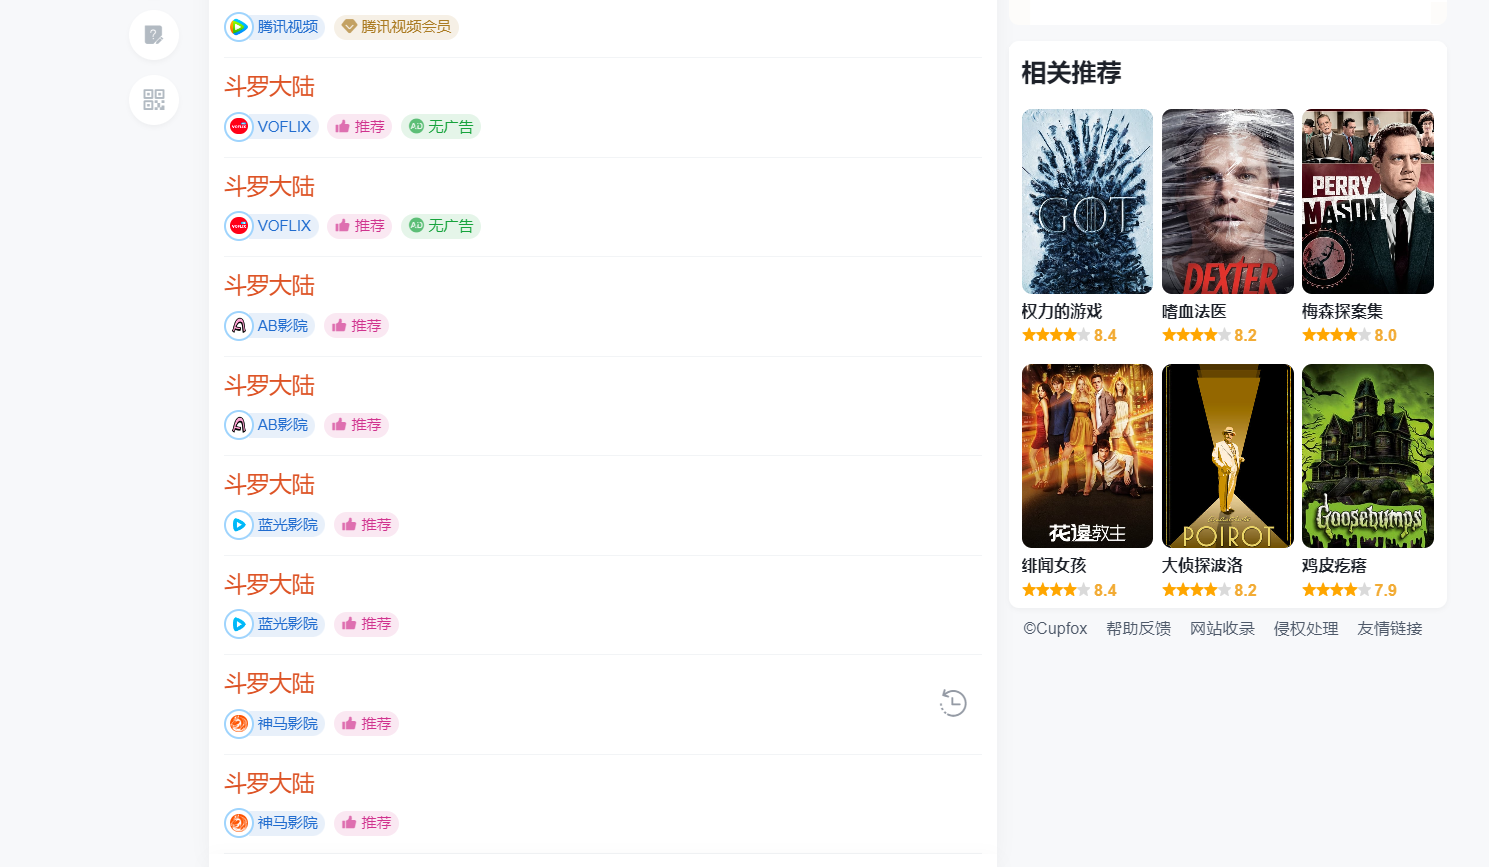 腾讯视频 腾讯视频会员
斗罗大陆
VOFLIX 推荐 无广告
斗罗大陆
VOFLIX 推荐 无广告
斗罗大陆
AB影院 推荐
斗罗大陆
AB影院 推荐
斗罗大陆
蓝光影院 推荐
斗罗大陆
蓝光影院 推荐
斗罗大陆
神马影院 推荐
斗罗大陆
神马影院 推荐
相关推荐
GOT
DEXTER
PERRY
MASON
权力的游戏
嗜血法医
梅森探案集
8.4
8.2
8.0
花邊教主
POIROT
Goosebumps
绯闻女孩
大侦探波洛
鸡皮疙瘩
8.4
8.2
7.9
©Cupfox 帮助反馈 网站收录 侵权处理 友情链接